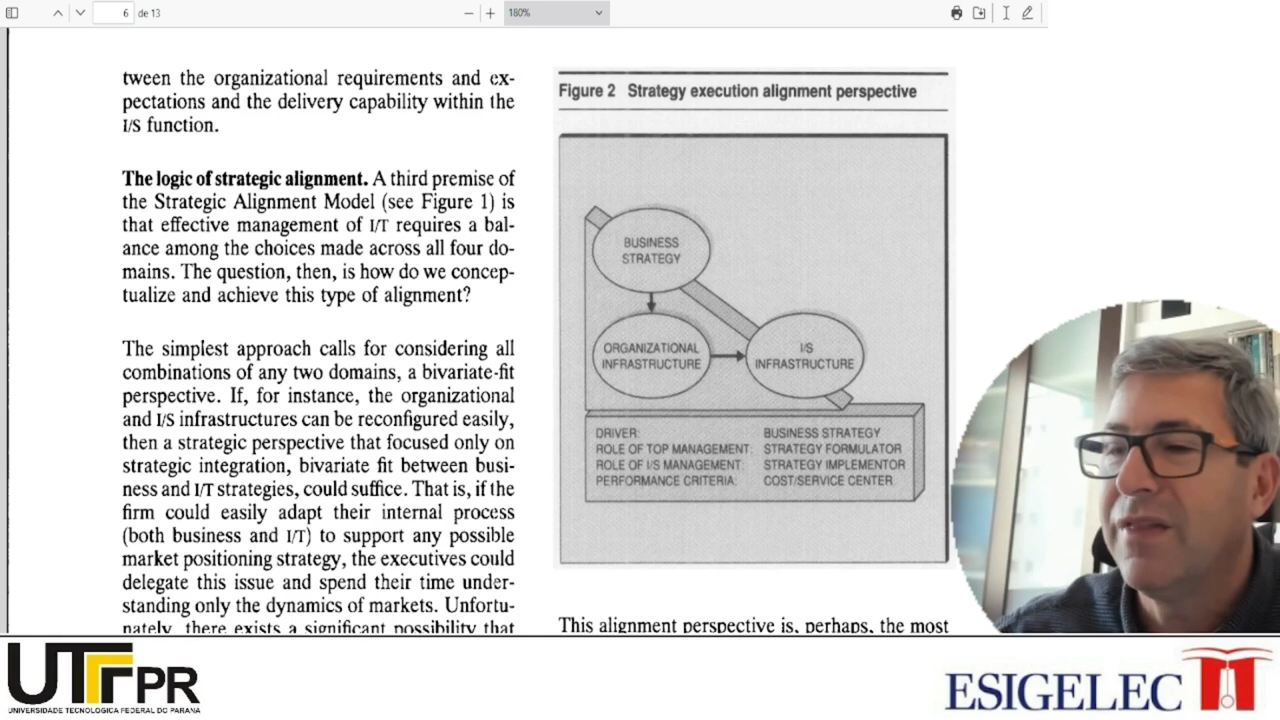 6 de 13
180%
tween the organizational requirements and ex-
pectations and the delivery capability within the
I/S function.
The logic of strategic alignment. A third premise of
the Strategic Alignment Model (see Figure 1) is
that effective management of I/T requires a bal-
ance among the choices made across all four do-
mains. The question, then, is how do we concep-
tualize and achieve this type of alignment?
The simplest approach calls for considering all
combinations of any two domains, a bivariate-fit
perspective. If, for instance, the organizational
and I/S infrastructures can be reconfigured easily,
then a strategic perspective that focused only on
strategic integration, bivariate fit between busi-
ness and I/T strategies, could suffice. That is, if the
firm could easily adapt their internal process
(both business and I/T) to support any possible
market positioning strategy, the executives could
delegate this issue and spend their time under-
standing only the dynamics of markets. Unfortu-
nately, there exists a significant possibility that
Figure 2 Strategy execution alignment perspective
BUSINESS
STRATEGY
ORGANIZATIONAL
INFRASTRUCTURE
I/S
INFRASTRUCTURE
DRIVER: BUSINESS STRATEGY
ROLE OF TOP MANAGEMENT: STRATEGY FORMULATOR
ROLE OF I/S MANAGEMENT: STRATEGY IMPLEMENTOR
PERFORMANCE CRITERIA: COST/SERVICE CENTER
This alignment perspective is, perhaps, the most
UTFPR
UNIVERSIDADE TECNOLÓGICA FEDERAL DO PARANÁ
ESIGELEC